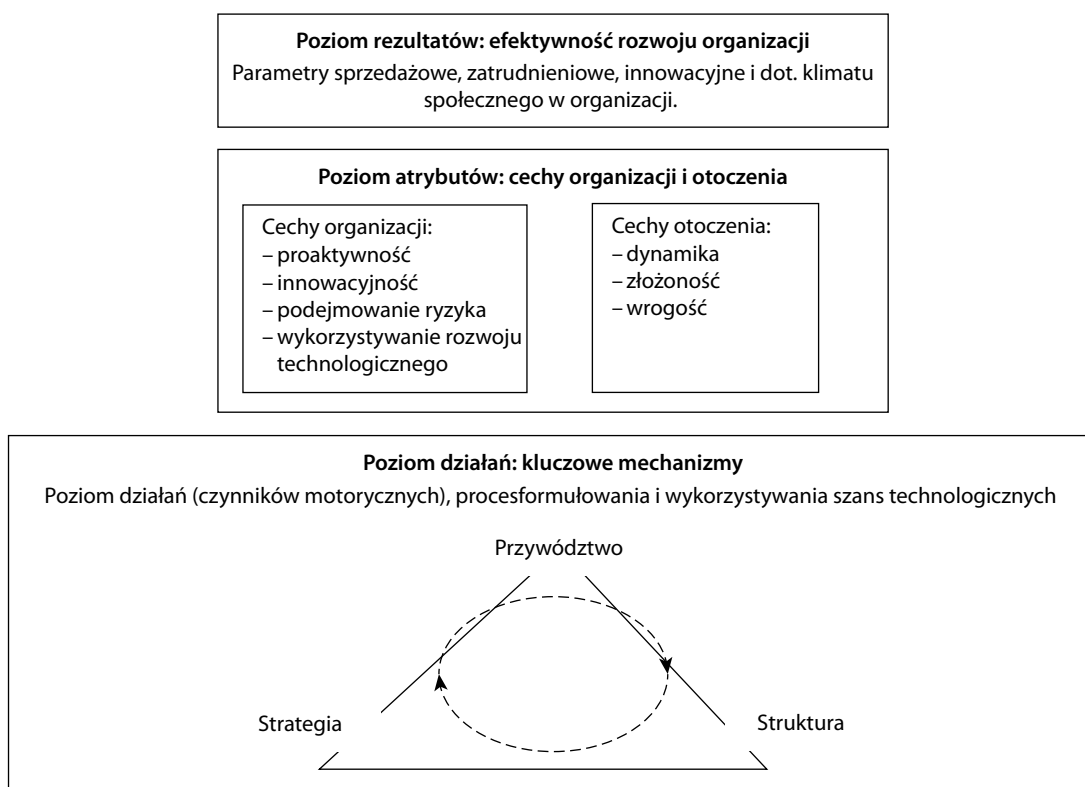 Poziom rezultatów: efektywność rozwoju organizacji
Parametry sprzedażowe, zatrudnieniowe, innowacyjne i dot. klimatu
społecznego w organizacji.
Poziom atrybutów: cechy organizacji i otoczenia
Cechy organizacji:
– proaktywność
– innowacyjność
– podejmowanie ryzyka
– wykorzystywanie rozwoju
technologicznego
Cechy otoczenia:
– dynamika
– złożoność
– wrogość
Poziom działań: kluczowe mechanizmy
Poziom działań (czynników motorycznych), procesformułowania i wykorzystywania szans technologicznych
Przywództwo
Strategia
Struktura